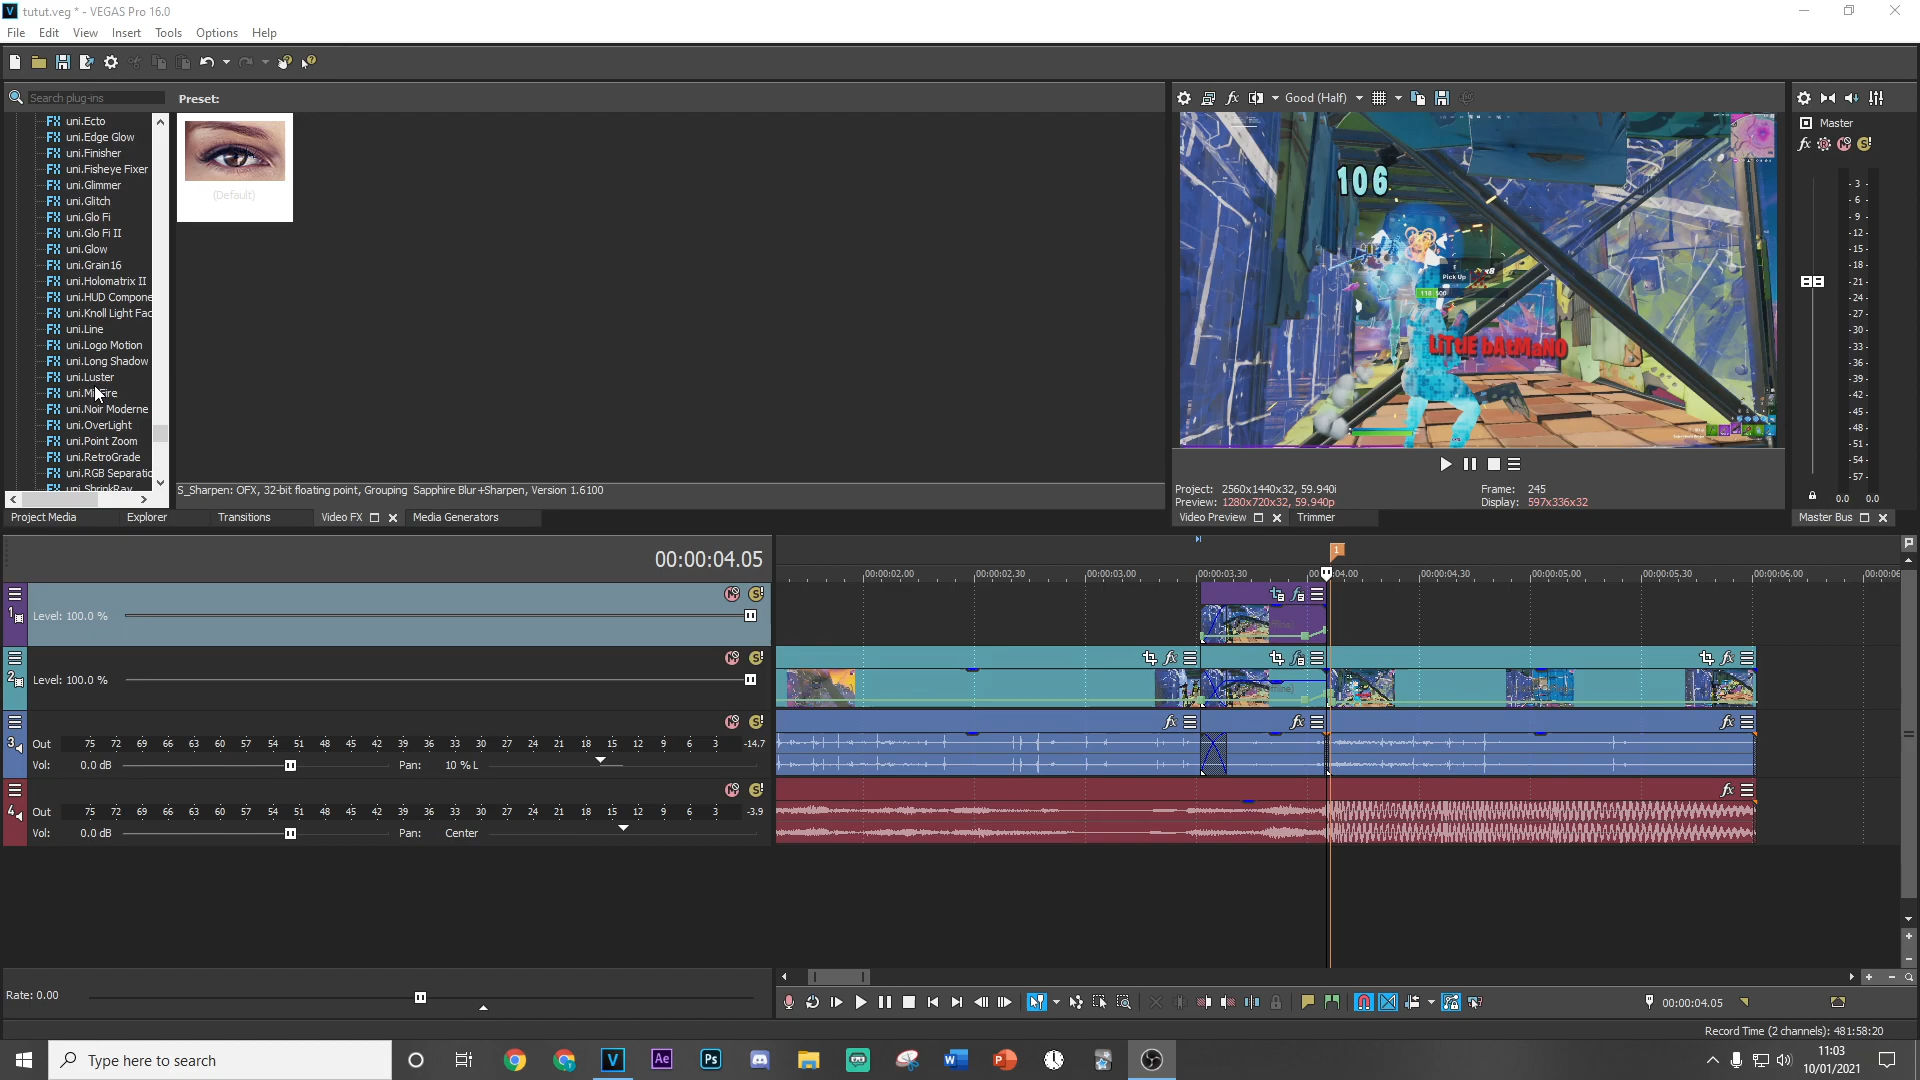 tutut.veg * - VEGAS Pro 16.0
File Edit View Insert Tools Options Help
Search plug-ins
Preset:
FX uni.Ecto
FX uni.Edge Glow
FX uni.Finisher
FX uni.Fisheye Fixer
FX uni.Glimmer
FX uni.Glitch
FX uni.Glo Fi
FX uni.Glo Fi II
FX uni.Glow
FX uni.Grain16
FX uni.Holomatrix II
FX uni.HUD Compone
FX uni.Knoll Light Fac
FX uni.Line
FX uni.Logo Motion
FX uni.Long Shadow
FX uni.Luster
FX
FX uni.Noir Moderne
FX uni.OverLight
FX uni.Point Zoom
FX uni.RetroGrade
FX uni.RGB Separatio
FX uni.ShrinkRay
(Default)
S_Sharpen: OFX, 32-bit floating point, Grouping Sapphire Blur+Sharpen, Version 1.6100
Project Media Explorer Transitions Video FX Media Generators
Good (Half)
106
Pick Up
118 500
LiTtlE bAtMaNO
Project: 2560x1440x32, 59.940i
Preview: 1280x720x32, 59.940p
Frame: 245
Display: 597x336x32
Video Preview Trimmer
Master
-3-
-6-
-9-
-12-
-15-
-18-
-21-
-24-
-27-
-30-
-33-
-36-
-39-
-42-
-45-
-48-
-51-
-54-
-57-
0.0 0.0
Master Bus
00:00:04.05
1
00:00:02.00 00:00:02.30 00:00:03.00 00:00:03.30 00:00:04.30 00:00:05.00 00:00:05.30 00:00:06.00
1
Level: 100.0 %
2
Level: 100.0 %
3
Out 75 72 69 66 63 60 57 54 51 48 45 42 39 36 33 30 27 24 21 18 15 12 9 6 3 -14.7
Vol: 0.0 dB Pan: 10 % L
4
Out 75 72 69 66 63 60 57 54 51 48 45 42 39 36 33 30 27 24 21 18 15 12 9 6 3 -3.9
Vol: 0.0 dB Pan: Center
Rate: 0.00
00:00:04.05
Record Time (2 channels): 481:58:20
Type here to search
V Ae Ps
11:03
10/01/2021